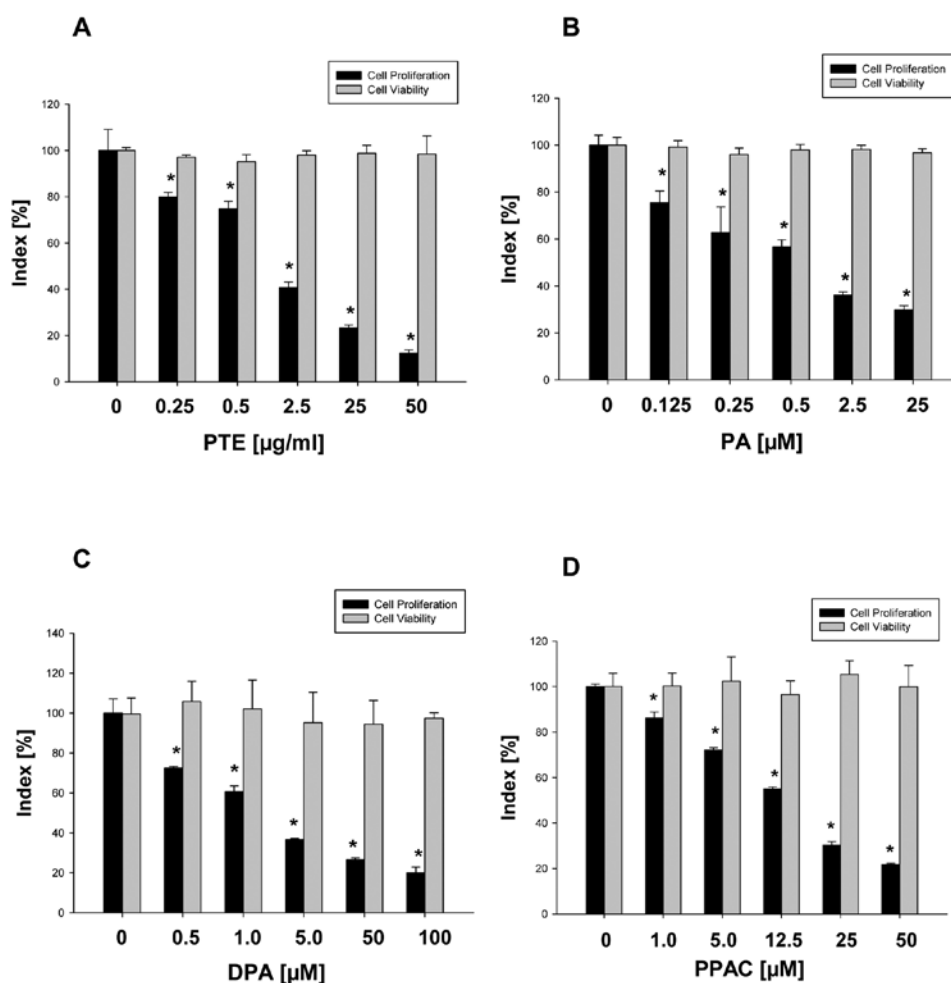 A
Cell Proliferation
Cell Viability
120
100
80
60
40
20
0
Index [%]
* * * * *
0 0.25 0.5 2.5 25 50
PTE [µg/ml]
B
Cell Proliferation
Cell Viability
120
100
80
60
40
20
0
Index [%]
* * * * *
0 0.125 0.25 0.5 2.5 25
PA [µM]
C
Cell Proliferation
Cell Viability
140
120
100
80
60
40
20
0
Index [%]
* * * * *
0 0.5 1.0 5.0 50 100
DPA [µM]
D
Cell Proliferation
Cell Viability
120
100
80
60
40
20
0
Index [%]
* * * * *
0 1.0 5.0 12.5 25 50
PPAC [µM]